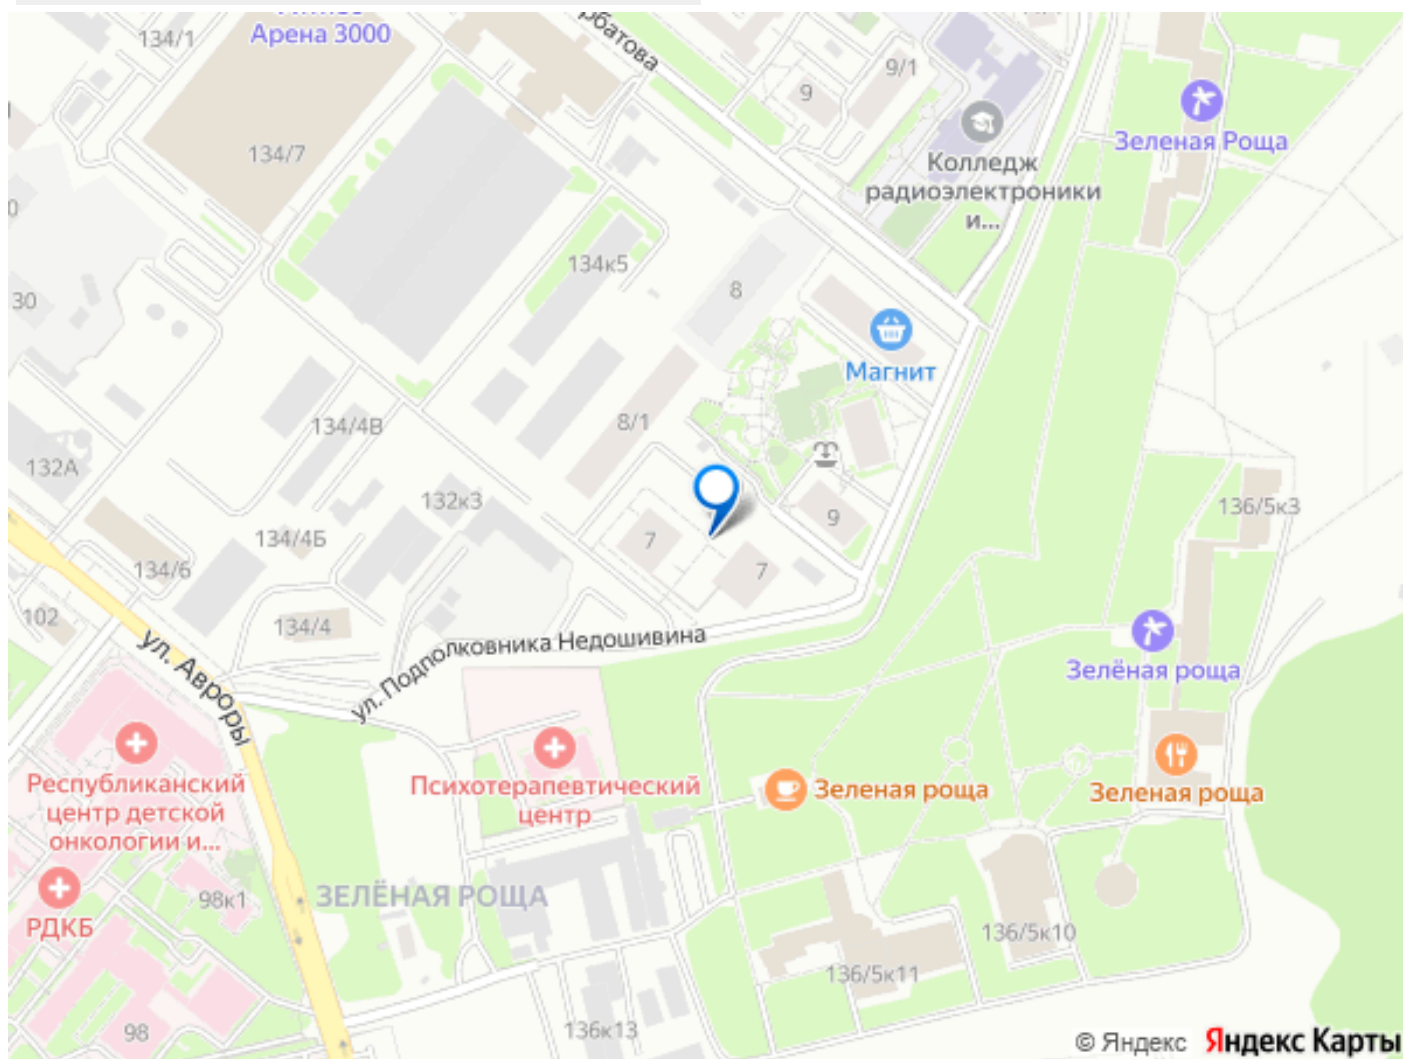 134/1
Арена 3000
рбатова
9/1
9
Зеленая Роща
134/7
Колледж
радиоэлектроники
и...
134к5
8
30
Магнит
8/1
134/4В
132А
132к3
136/5к3
9
134/4Б
7
7
134/6
102
134/4
ул. Подполковника Недошивина
ул. Авроры
Зелёная роща
Республиканский
центр детской
онкологии и...
Психотерапевтический
центр
Зеленая роща
Зеленая роща
98к1
ЗЕЛЁНАЯ РОЩА
РДКБ
136/5к10
136/5к11
98
136к13
© Яндекс Яндекс Карты